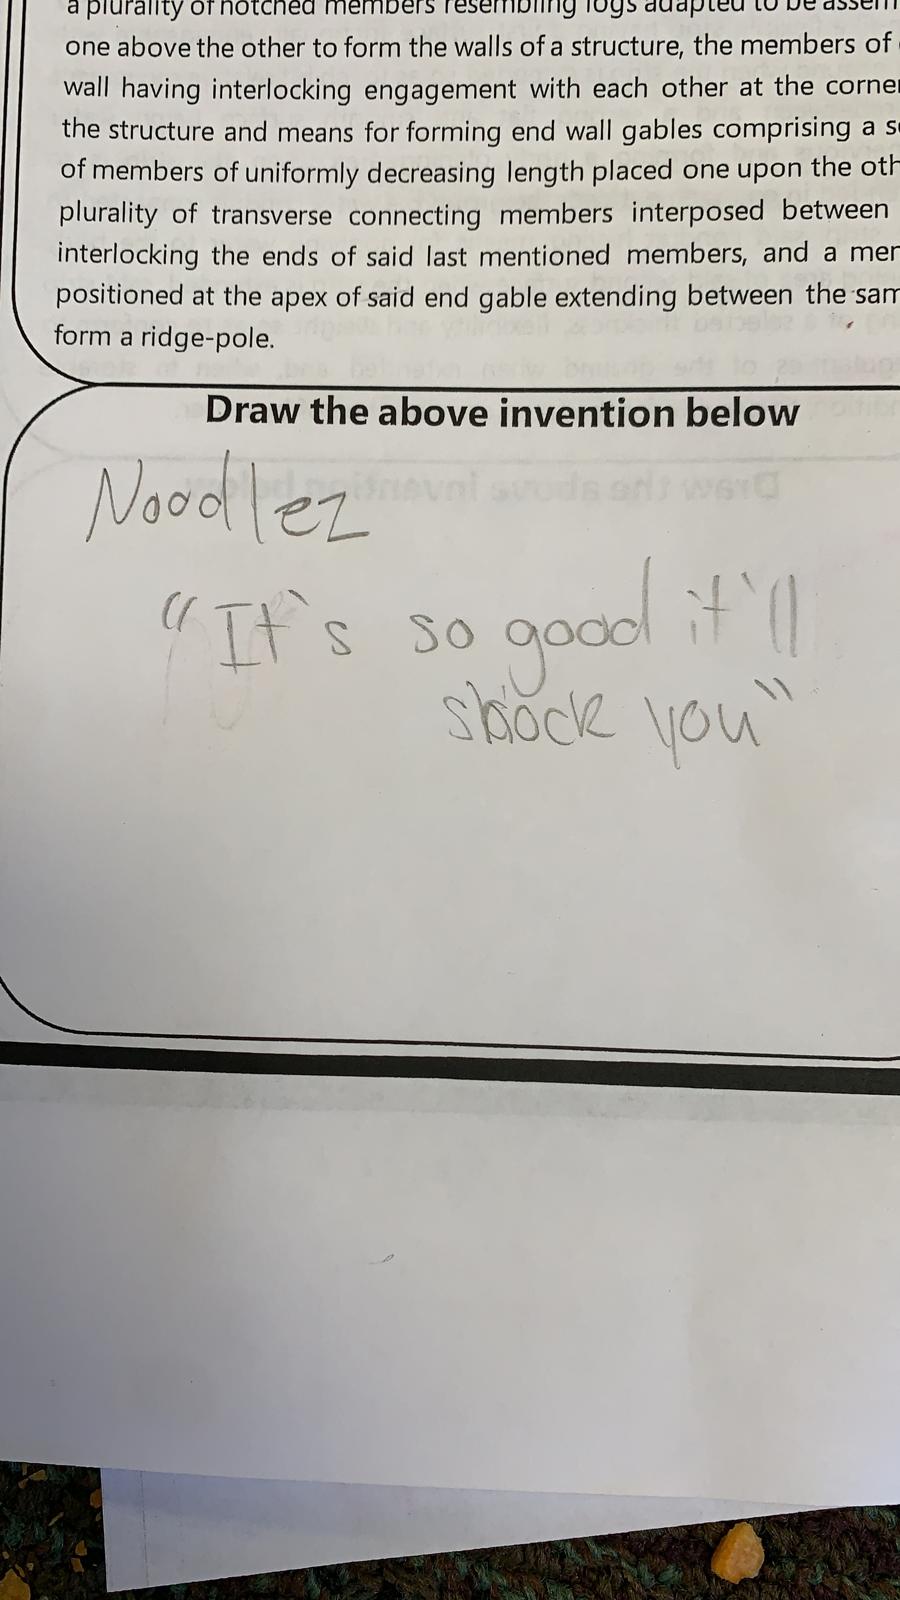 a plurality of notched members resembling logs adapted to be assem
one above the other to form the walls of a structure, the members of
wall having interlocking engagement with each other at the corner
the structure and means for forming end wall gables comprising a se
of members of uniformly decreasing length placed one upon the oth
plurality of transverse connecting members interposed between
interlocking the ends of said last mentioned members, and a mem
positioned at the apex of said end gable extending between the sam
form a ridge-pole.
Draw the above invention below
Noodlez
"It's so good it'll
shock you"